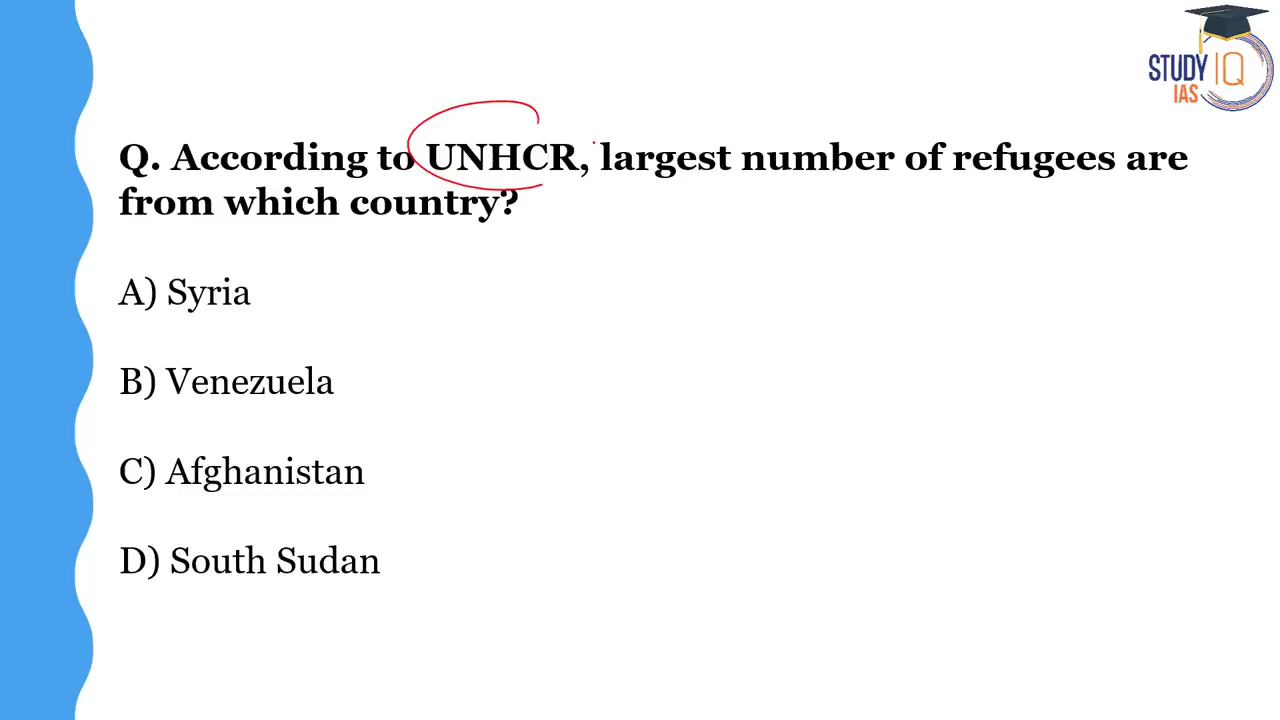 STUDY IQ
IAS
Q. According to UNHCR, largest number of refugees are
from which country?
A) Syria
B) Venezuela
C) Afghanistan
D) South Sudan